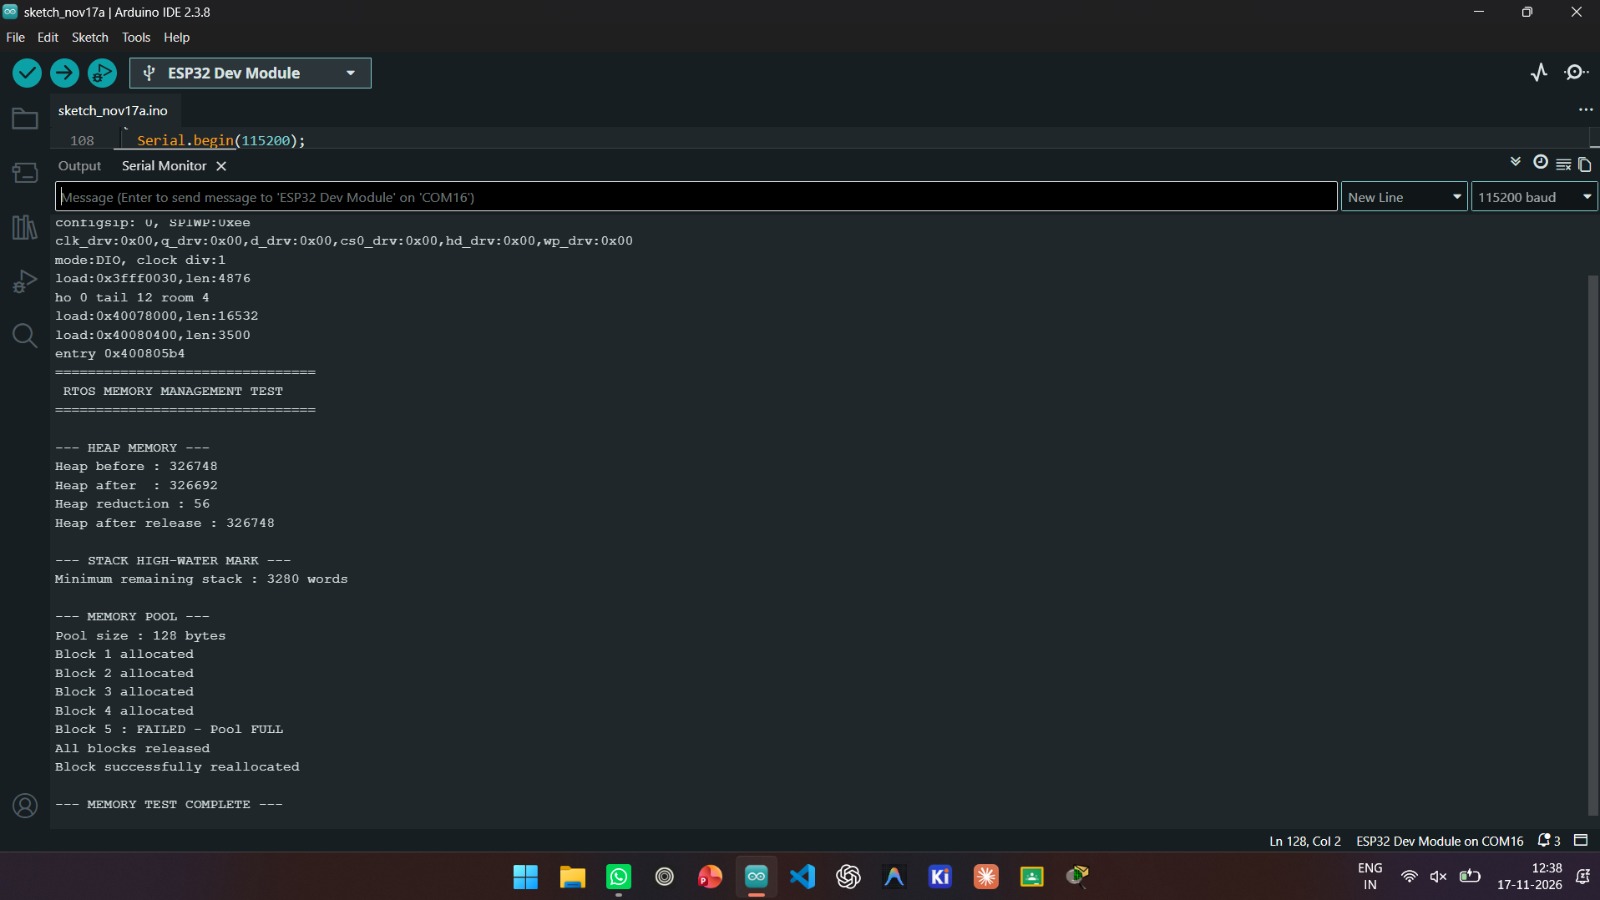 sketch_nov17a | Arduino IDE 2.3.8
File Edit Sketch Tools Help
ESP32 Dev Module
sketch_nov17a.ino
108 Serial.begin(115200);
Output Serial Monitor
Message (Enter to send message to 'ESP32 Dev Module' on 'COM16')
New Line
115200 baud
configsip: 0, SPIWP:0xee
clk_drv:0x00,q_drv:0x00,d_drv:0x00,cs0_drv:0x00,hd_drv:0x00,wp_drv:0x00
mode:DIO, clock div:1
load:0x3fff0030,len:4876
ho 0 tail 12 room 4
load:0x40078000,len:16532
load:0x40080400,len:3500
entry 0x400805b4
================================
RTOS MEMORY MANAGEMENT TEST
================================
--- HEAP MEMORY ---
Heap before : 326748
Heap after  : 326692
Heap reduction : 56
Heap after release : 326748
--- STACK HIGH-WATER MARK ---
Minimum remaining stack : 3280 words
--- MEMORY POOL ---
Pool size : 128 bytes
Block 1 allocated
Block 2 allocated
Block 3 allocated
Block 4 allocated
Block 5 : FAILED - Pool FULL
All blocks released
Block successfully reallocated
--- MEMORY TEST COMPLETE ---
Ln 128, Col 2 ESP32 Dev Module on COM16 3
Ki
ENG
IN
12:38
17-11-2026